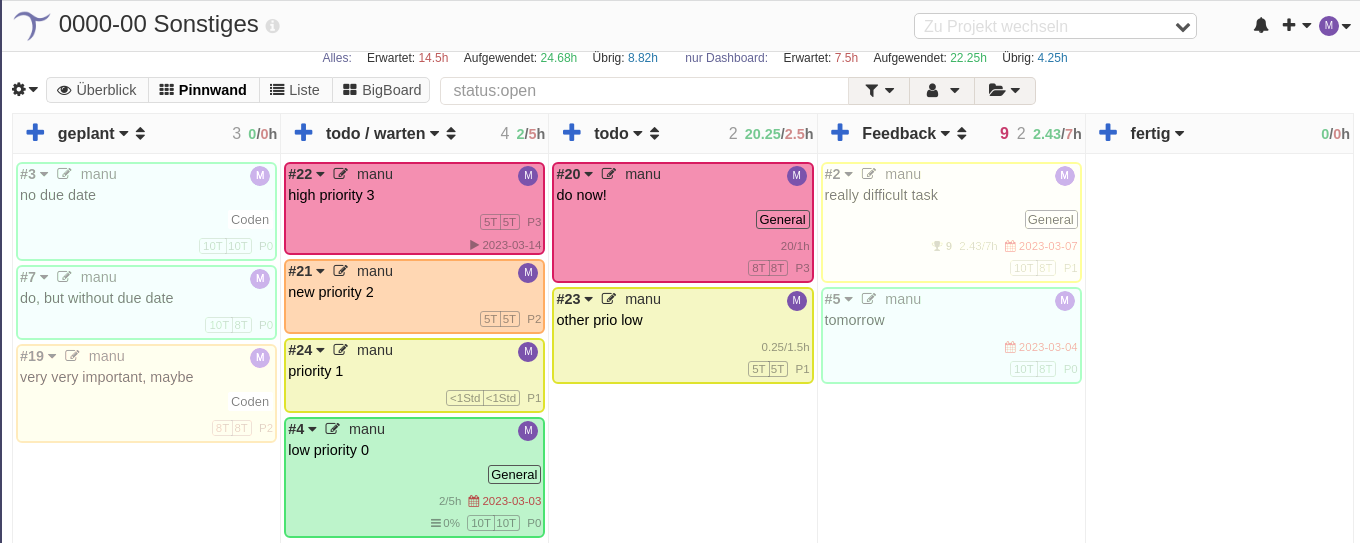 0000-00 Sonstiges
Zu Projekt wechseln
M
Alles: Erwartet: 14.5h Aufgewendet: 24.68h Übrig: 8.82h nur Dashboard: Erwartet: 7.5h Aufgewendet: 22.25h Übrig: 4.25h
Überblick Pinnwand Liste BigBoard status:open
geplant 3 0/0h
#3 manu M
no due date
Coden
10T 10T P0
#7 manu M
do, but without due date
10T 8T P0
#19 manu M
very very important, maybe
Coden
8T 8T P2
todo / warten 4 2/5h
#22 manu M
high priority 3
5T 5T P3
2023-03-14
#21 manu M
new priority 2
5T 5T P2
#24 manu M
priority 1
<1Std <1Std P1
#4 manu M
low priority 0
General
2/5h 2023-03-03
0% 10T 10T P0
todo 2 20.25/2.5h
#20 manu M
do now!
General
20/1h
8T 8T P3
#23 manu M
other prio low
0.25/1.5h
5T 5T P1
Feedback 9 2 2.43/7h
#2 manu M
really difficult task
General
9 2.43/7h 2023-03-07
10T 8T P1
#5 manu M
tomorrow
2023-03-04
10T 8T P0
fertig 0/0h